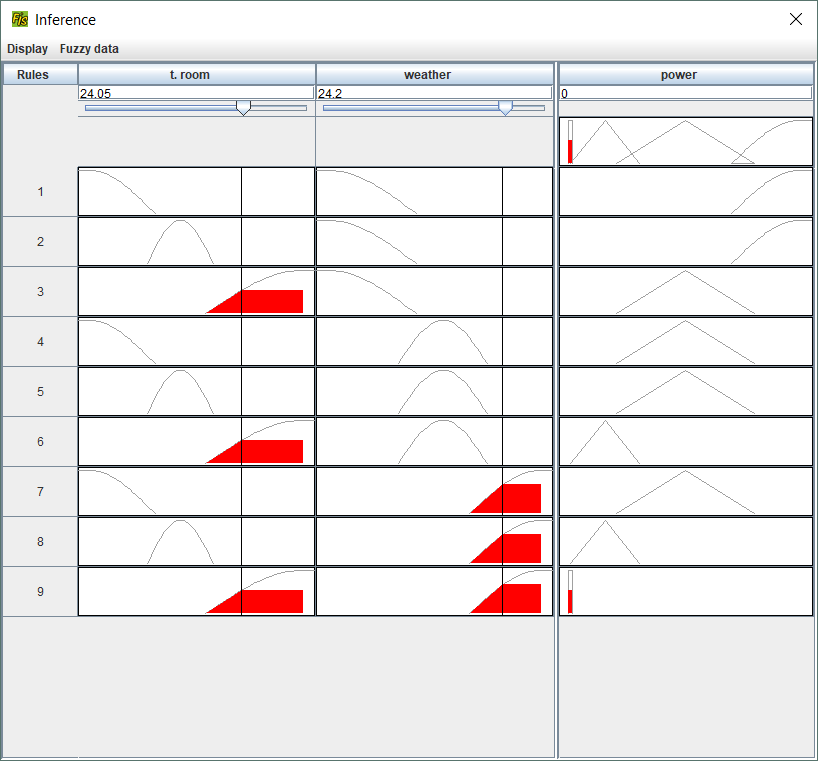 Fis Inference
Display Fuzzy data
Rules t. room weather power
24.05 24.2 0
1
2
3
4
5
6
7
8
9